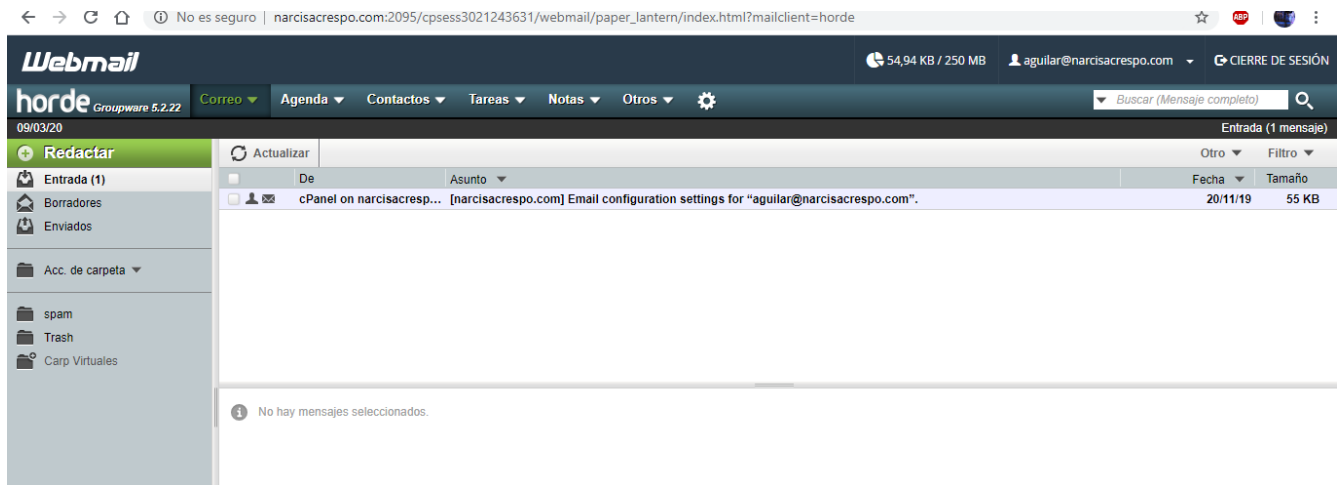 No es seguro | narcisacrespo.com:2095/cpsess3021243631/webmail/paper_lantern/index.html?mailclient=horde ABP
Webmail 54,94 KB / 250 MB aguilar@narcisacrespo.com CIERRE DE SESIÓN
horde Groupware 5.2.22 Correo Agenda Contactos Tareas Notas Otros Buscar (Mensaje completo)
09/03/20 Entrada (1 mensaje)
Redactar Actualizar Otro Filtro
Entrada (1) De Asunto Fecha Tamaño
Borradores cPanel on narcisacresp... [narcisacrespo.com] Email configuration settings for “aguilar@narcisacrespo.com”. 20/11/19 55 KB
Enviados
Acc. de carpeta
spam
Trash
Carp Virtuales
No hay mensajes seleccionados.